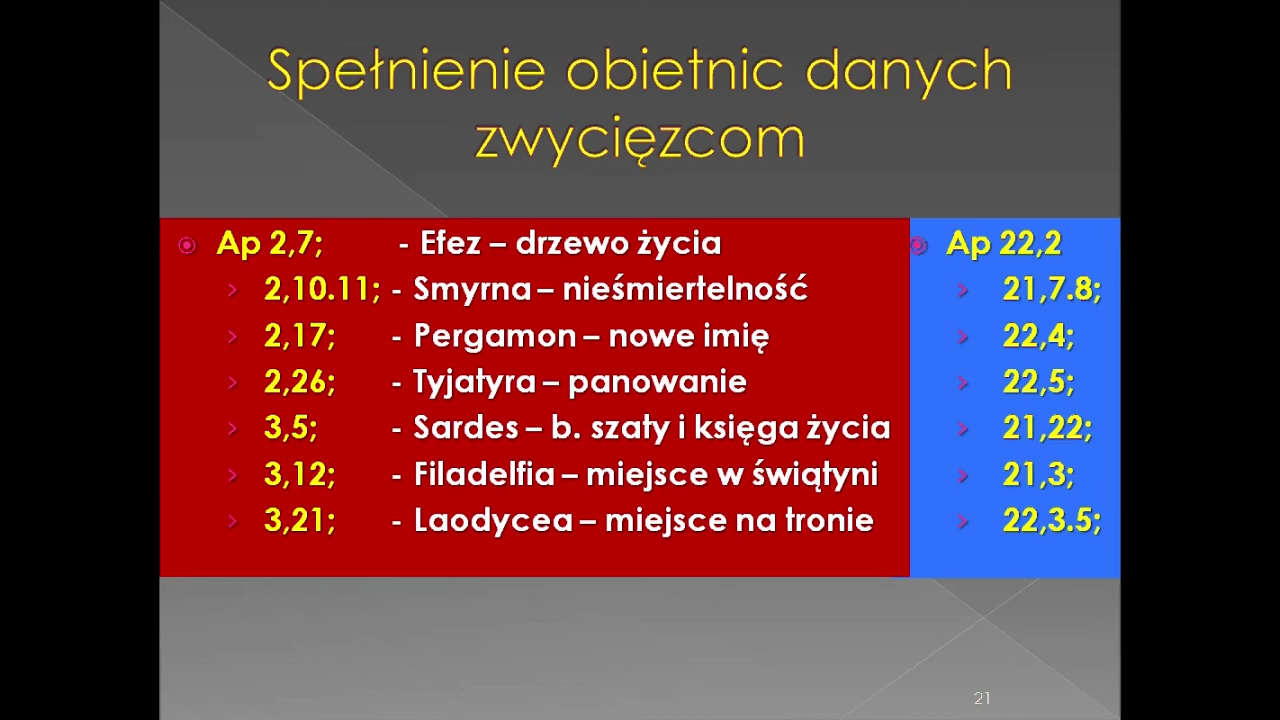 Spełnienie obietnic danych
zwycięzcom
Ap 2,7; - Efez – drzewo życia
2,10.11; - Smyrna – nieśmiertelność
2,17; - Pergamon – nowe imię
2,26; - Tyjatyra – panowanie
3,5; - Sardes – b. szaty i księga życia
3,12; - Filadelfia – miejsce w świątyni
3,21; - Laodycea – miejsce na tronie
Ap 22,2
21,7.8;
22,4;
22,5;
21,22;
21,3;
22,3.5;
21